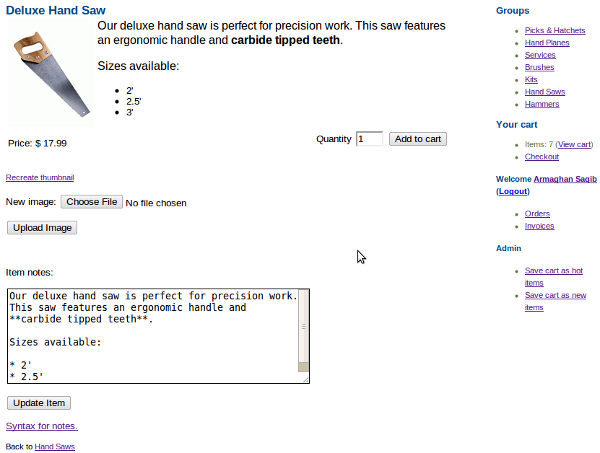 Deluxe Hand Saw
Our deluxe hand saw is perfect for precision work. This saw features
an ergonomic handle and carbide tipped teeth.
Sizes available:
• 2'
• 2.5'
• 3'
Price: $ 17.99
Quantity 1 Add to cart
Recreate thumbnail
New image: Choose File No file chosen
Upload Image
Item notes:
Our deluxe hand saw is perfect for precision work.
This saw features an ergonomic handle and
**carbide tipped teeth**.
Sizes available:
* 2'
* 2.5'
Update Item
Syntax for notes.
Back to Hand Saws
Groups
• Picks & Hatchets
• Hand Planes
• Services
• Brushes
• Kits
• Hand Saws
• Hammers
Your cart
• Items: 7 (View cart)
• Checkout
Welcome Armaghan Saqib
(Logout)
• Orders
• Invoices
Admin
• Save cart as hot
items
• Save cart as new
items